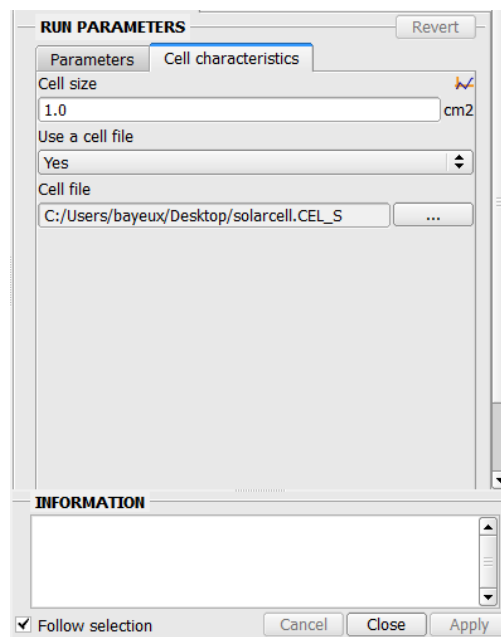 RUN PARAMETERS Revert
Parameters Cell characteristics
Cell size
1.0 cm2
Use a cell file
Yes
Cell file
C:/Users/bayeux/Desktop/solarcell.CEL_S ...
INFORMATION
Follow selection Cancel Close Apply